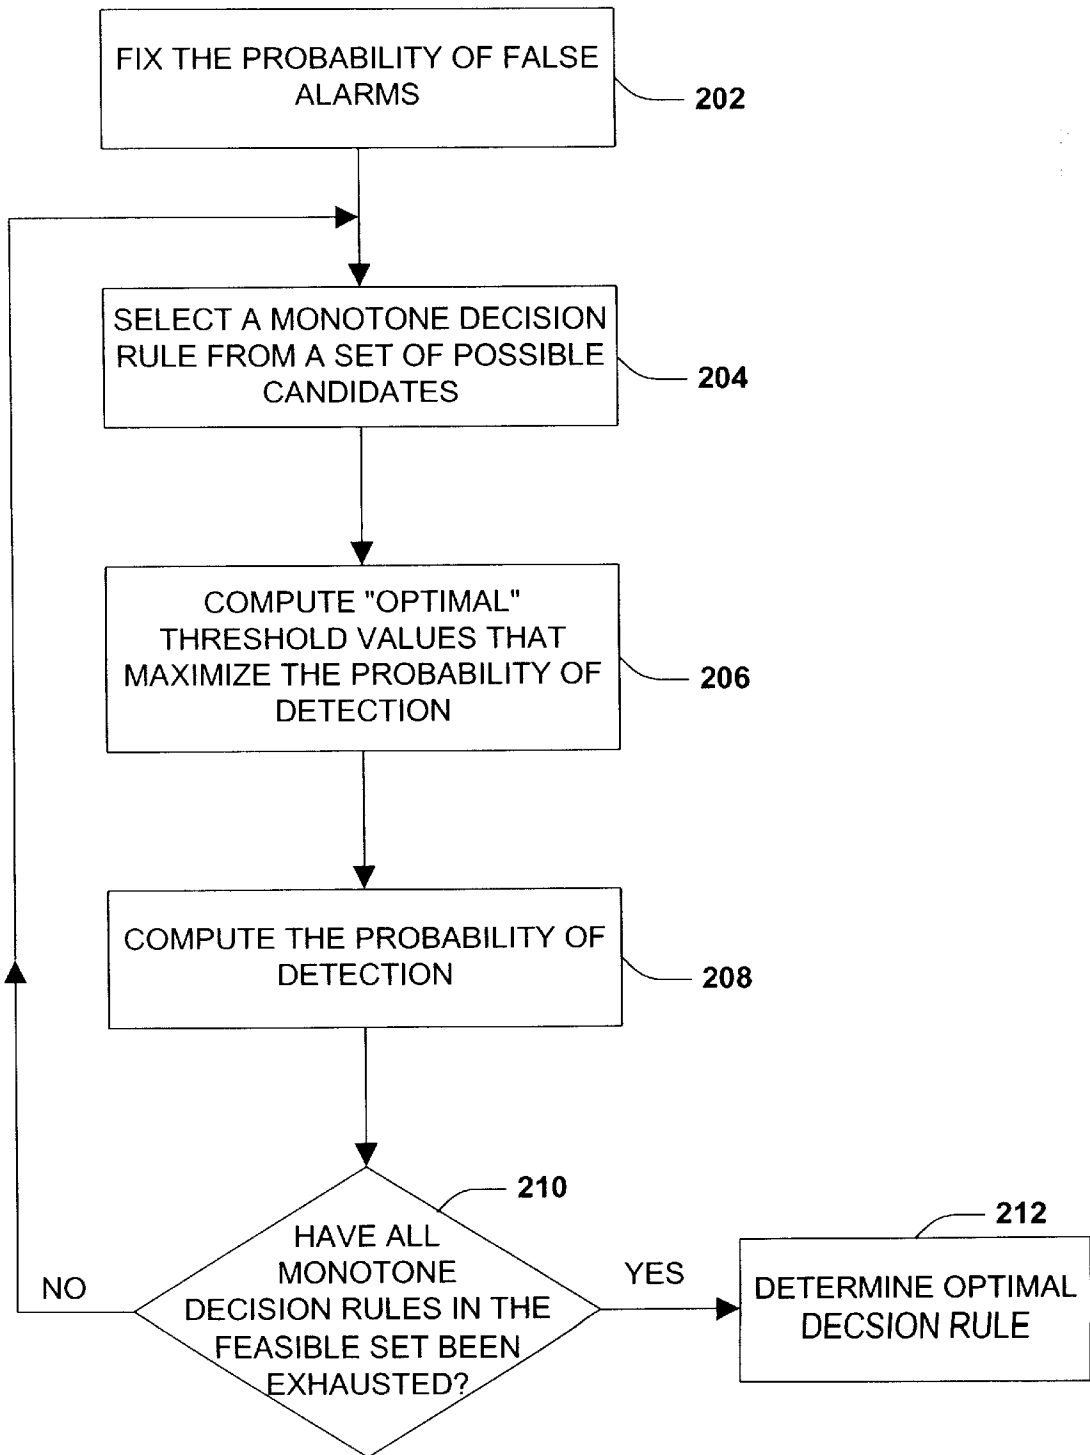 FIX THE PROBABILITY OF FALSE
ALARMS
202
SELECT A MONOTONE DECISION
RULE FROM A SET OF POSSIBLE
CANDIDATES
204
COMPUTE "OPTIMAL"
THRESHOLD VALUES THAT
MAXIMIZE THE PROBABILITY OF
DETECTION
206
COMPUTE THE PROBABILITY OF
DETECTION
208
210
HAVE ALL
MONOTONE
DECISION RULES IN THE
FEASIBLE SET BEEN
EXHAUSTED?
NO
YES
212
DETERMINE OPTIMAL
DECSION RULE